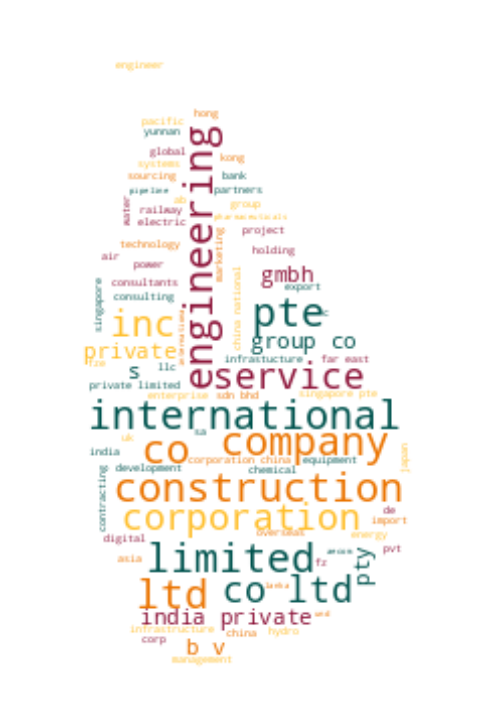 engineer
hong
pacific
yunnan
engineering
global
kong
systems
sourcing
bank
pipeline
partners
ab
water
group
railway
pharmaceuticals
electric
project
marketing
technology
holding
air
power
gmbh
consultants
export
singapore
consulting
china national
inc
pte
group co
private
infrastucture
far east
s
llc
eservice
private limited
enterprise
sdn bhd
singapore pte
international
sa
uk
co
company
india
corporation china
equipment
japan
development
chemical
contracting
construction
corporation
de
import
overseas
digital
energy
limited
aecom
pvt
asia
fz
pty
ltd
co ltd
lanka
india private
infrastructure
china
hydro
corp
b v
management